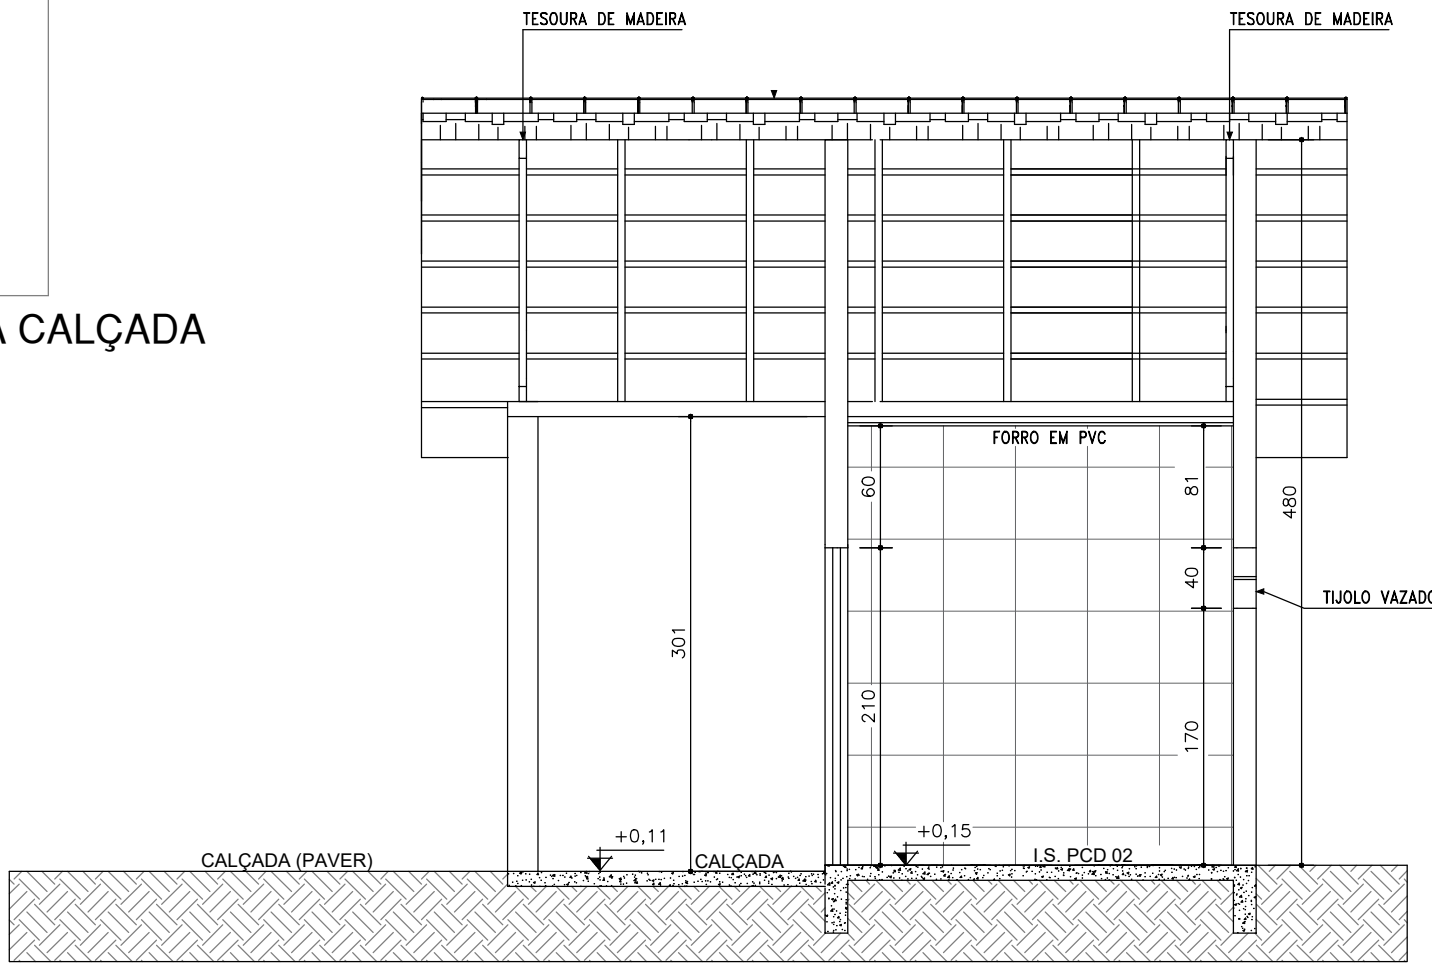 TESOURA DE MADEIRA
TESOURA DE MADEIRA
A CALÇADA
FORRO EM PVC
60
81
480
40
TIJOLO VAZADO
301
210
170
+0,11
+0,15
CALÇADA (PAVER)
CALÇADA
I.S. PCD 02